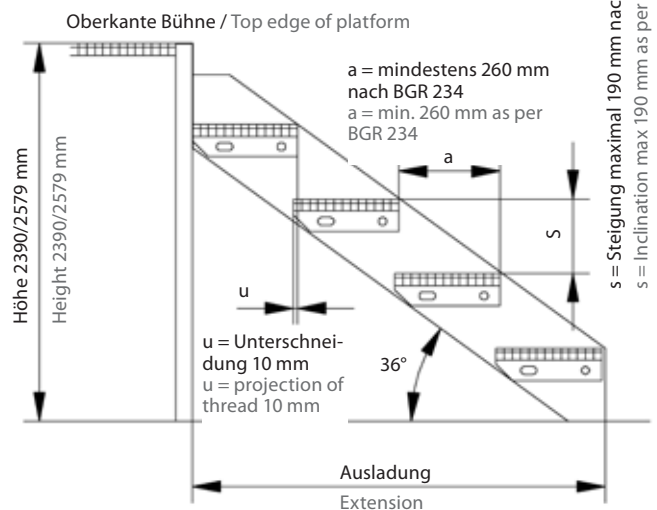 Oberkante Bühne / Top edge of platform
a = mindestens 260 mm
nach BGR 234
a = min. 260 mm as per
BGR 234
a
s = Steigung maximal 190 mm nac
s = Inclination max 190 mm as per
Höhe 2390/2579 mm
Height 2390/2579 mm
S
u
u = Unterschnei-
dung 10 mm
u = projection of
thread 10 mm
36°
Ausladung
Extension